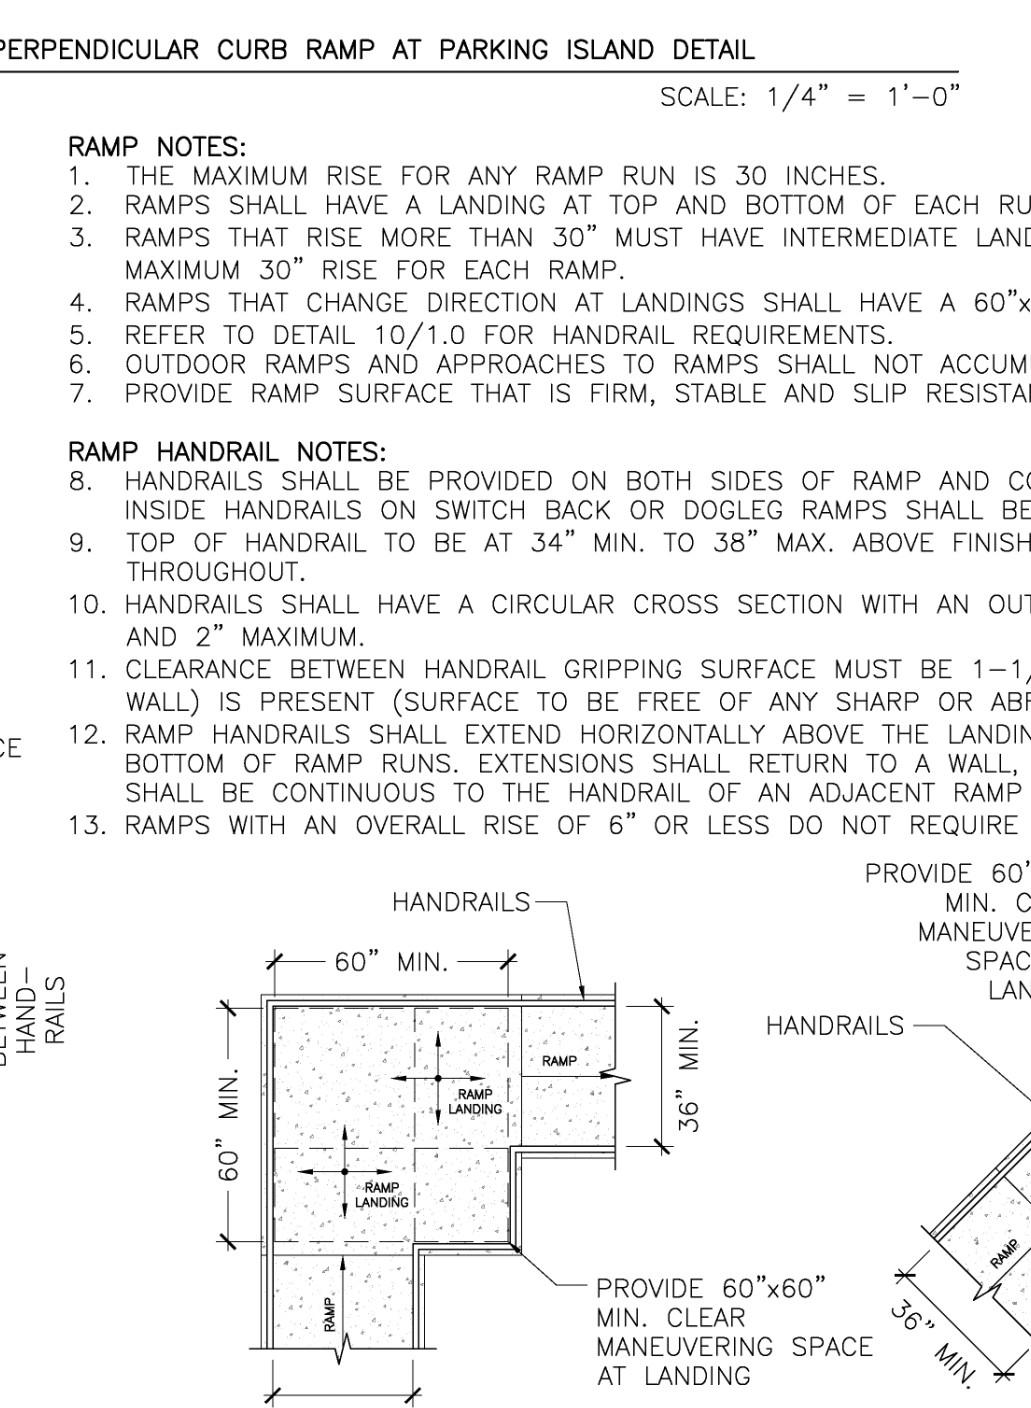 PERPENDICULAR CURB RAMP AT PARKING ISLAND DETAIL
SCALE: 1/4" = 1'-0"
RAMP NOTES:
1. THE MAXIMUM RISE FOR ANY RAMP RUN IS 30 INCHES.
2. RAMPS SHALL HAVE A LANDING AT TOP AND BOTTOM OF EACH RU
3. RAMPS THAT RISE MORE THAN 30" MUST HAVE INTERMEDIATE LAND
MAXIMUM 30" RISE FOR EACH RAMP.
4. RAMPS THAT CHANGE DIRECTION AT LANDINGS SHALL HAVE A 60"x
5. REFER TO DETAIL 10/1.0 FOR HANDRAIL REQUIREMENTS.
6. OUTDOOR RAMPS AND APPROACHES TO RAMPS SHALL NOT ACCUM
7. PROVIDE RAMP SURFACE THAT IS FIRM, STABLE AND SLIP RESISTA
RAMP HANDRAIL NOTES:
8. HANDRAILS SHALL BE PROVIDED ON BOTH SIDES OF RAMP AND CO
INSIDE HANDRAILS ON SWITCH BACK OR DOGLEG RAMPS SHALL BE
9. TOP OF HANDRAIL TO BE AT 34" MIN. TO 38" MAX. ABOVE FINISH
THROUGHOUT.
10. HANDRAILS SHALL HAVE A CIRCULAR CROSS SECTION WITH AN OUT
AND 2" MAXIMUM.
11. CLEARANCE BETWEEN HANDRAIL GRIPPING SURFACE MUST BE 1-1/
WALL) IS PRESENT (SURFACE TO BE FREE OF ANY SHARP OR ABR
12. RAMP HANDRAILS SHALL EXTEND HORIZONTALLY ABOVE THE LANDIN
CE
BOTTOM OF RAMP RUNS. EXTENSIONS SHALL RETURN TO A WALL,
SHALL BE CONTINUOUS TO THE HANDRAIL OF AN ADJACENT RAMP
13. RAMPS WITH AN OVERALL RISE OF 6" OR LESS DO NOT REQUIRE
PROVIDE 60"
MIN. C
MANEUVE
SPAC
LAN
HANDRAILS
60" MIN.
BETWEEN
HAND-
RAILS
60" MIN.
RAMP
36" MIN.
RAMP
LANDING
RAMP
LANDING
RAMP
HANDRAILS
RAMP
36" MIN.
PROVIDE 60"x60"
MIN. CLEAR
MANEUVERING SPACE
AT LANDING